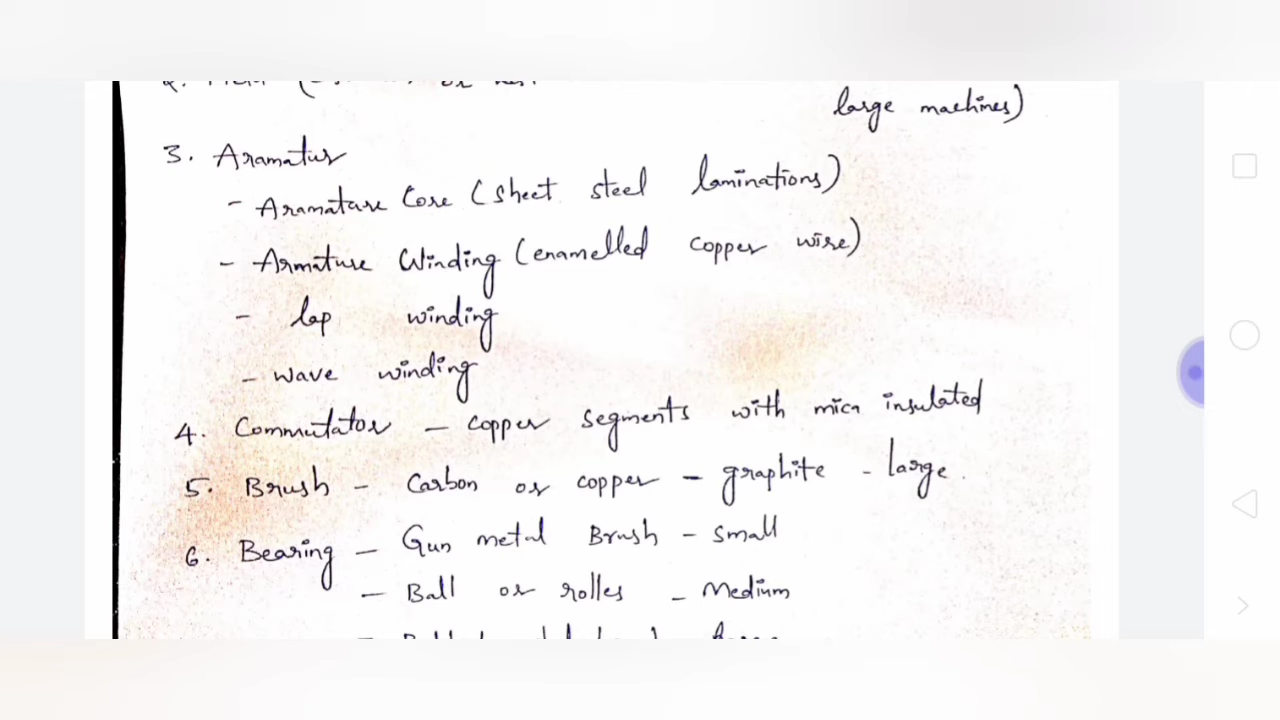 large machines)
3. Aramatur
- Aramature Core (sheet steel laminations)
- Armature Winding (enamelled copper wire)
- lap winding
- wave winding
4. Commutator - copper segments with mica insulated
5. Brush - Carbon or copper - graphite - large.
6. Bearing - Gun metal Brush - small
- Ball or rolles - Medium